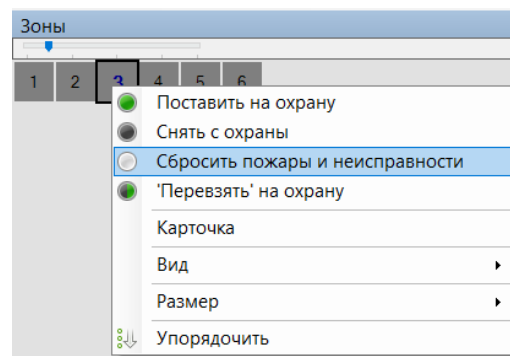 Зоны
1 2 3 4 5 6
Поставить на охрану
Снять с охраны
Сбросить пожары и неисправности
'Перевзять' на охрану
Карточка
Вид
Размер
Упорядочить